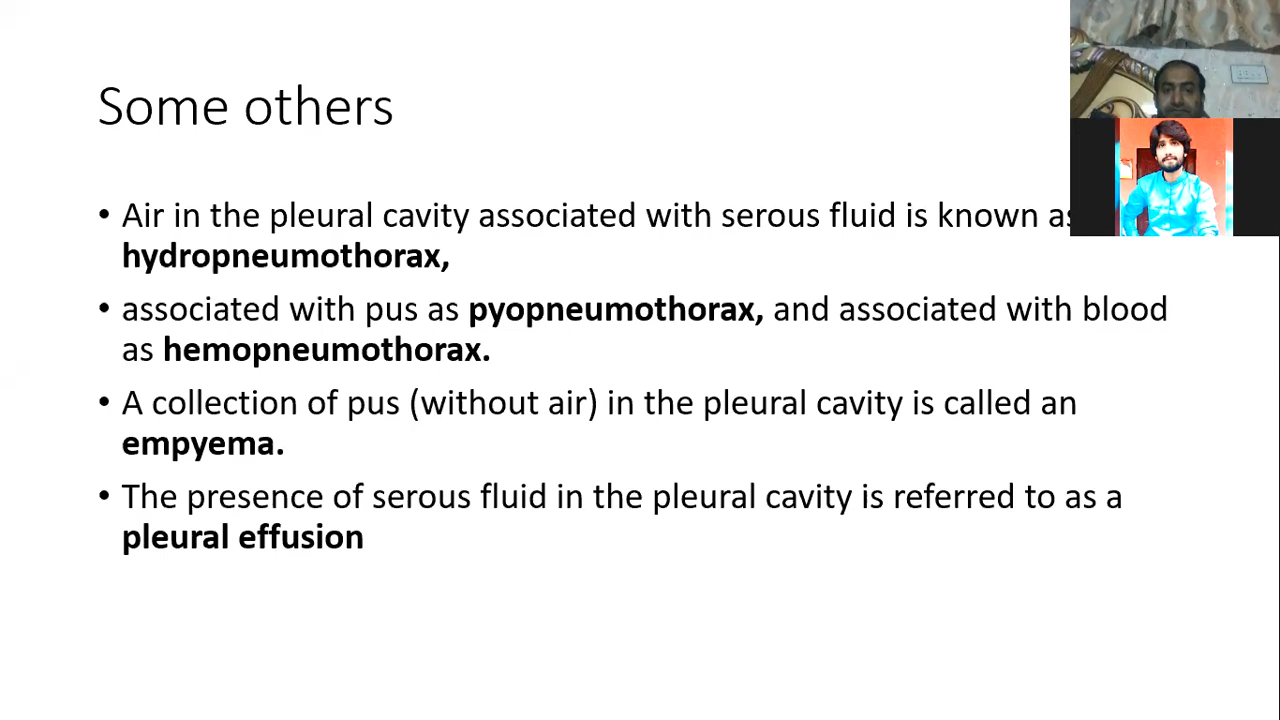 Some others
• Air in the pleural cavity associated with serous fluid is known as
hydropneumothorax,
• associated with pus as pyopneumothorax, and associated with blood
as hemopneumothorax.
• A collection of pus (without air) in the pleural cavity is called an
empyema.
• The presence of serous fluid in the pleural cavity is referred to as a
pleural effusion